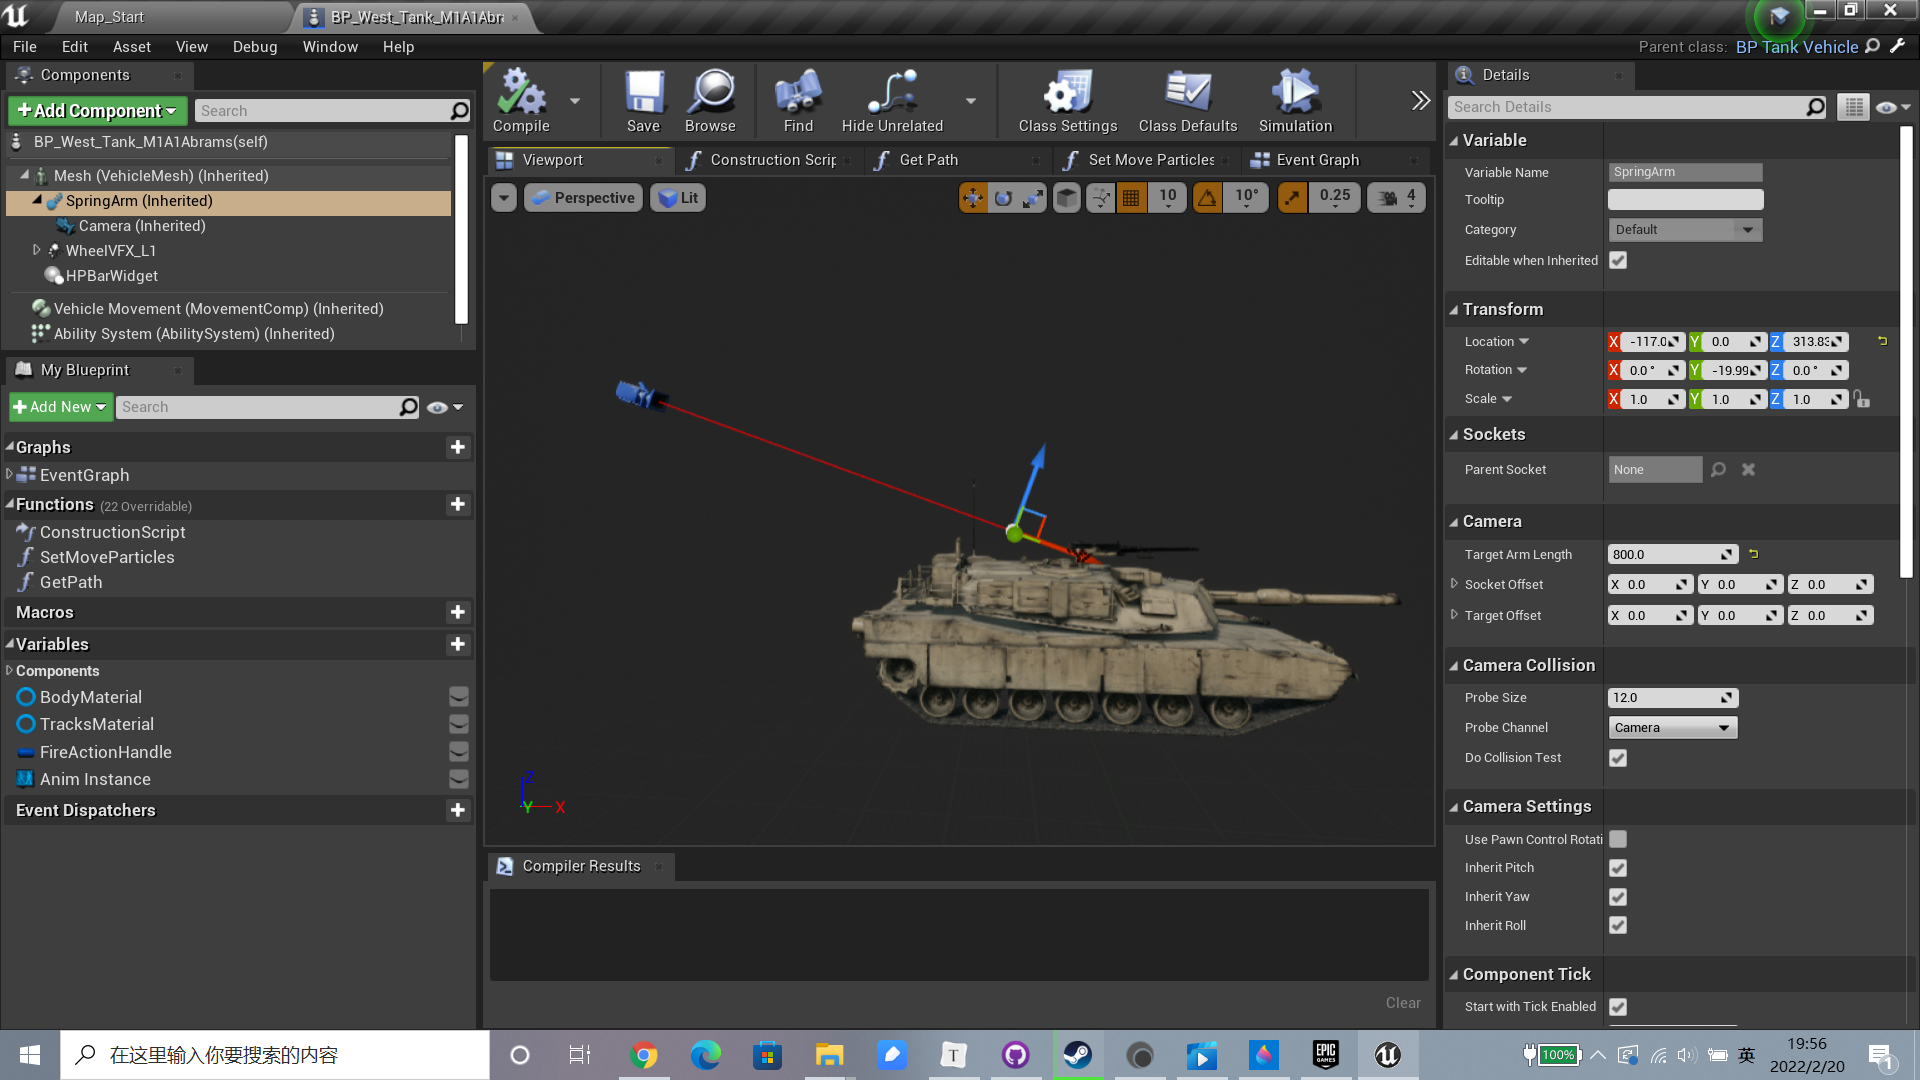 Map_Start
BP_West_Tank_M1A1Abra
File Edit Asset View Debug Window Help
Parent class: BP Tank Vehicle
Components
Add Component
Search
BP_West_Tank_M1A1Abrams(self)
Mesh (VehicleMesh) (Inherited)
SpringArm (Inherited)
Camera (Inherited)
WheelVFX_L1
HPBarWidget
Vehicle Movement (MovementComp) (Inherited)
Ability System (AbilitySystem) (Inherited)
My Blueprint
Add New
Search
Graphs
EventGraph
Functions (22 Overridable)
ConstructionScript
SetMoveParticles
GetPath
Macros
Variables
Components
BodyMaterial
TracksMaterial
FireActionHandle
Anim Instance
Event Dispatchers
Compile
Save
Browse
Find
Hide Unrelated
Class Settings
Class Defaults
Simulation
Viewport
Construction Scrip
Get Path
Set Move Particles
Event Graph
Perspective
Lit
10
10°
0.25
4
Z
Y
X
Compiler Results
Clear
Details
Search Details
Variable
Variable Name SpringArm
Tooltip
Category Default
Editable when Inherited
Transform
Location X -117.0 Y 0.0 Z 313.83
Rotation X 0.0° Y -19.99 Z 0.0°
Scale X 1.0 Y 1.0 Z 1.0
Sockets
Parent Socket None
Camera
Target Arm Length 800.0
Socket Offset X 0.0 Y 0.0 Z 0.0
Target Offset X 0.0 Y 0.0 Z 0.0
Camera Collision
Probe Size 12.0
Probe Channel Camera
Do Collision Test
Camera Settings
Use Pawn Control Rotati
Inherit Pitch
Inherit Yaw
Inherit Roll
Component Tick
Start with Tick Enabled
在这里输入你要搜索的内容
T
EPIC
GAMES
100%
英
19:56
2022/2/20
1